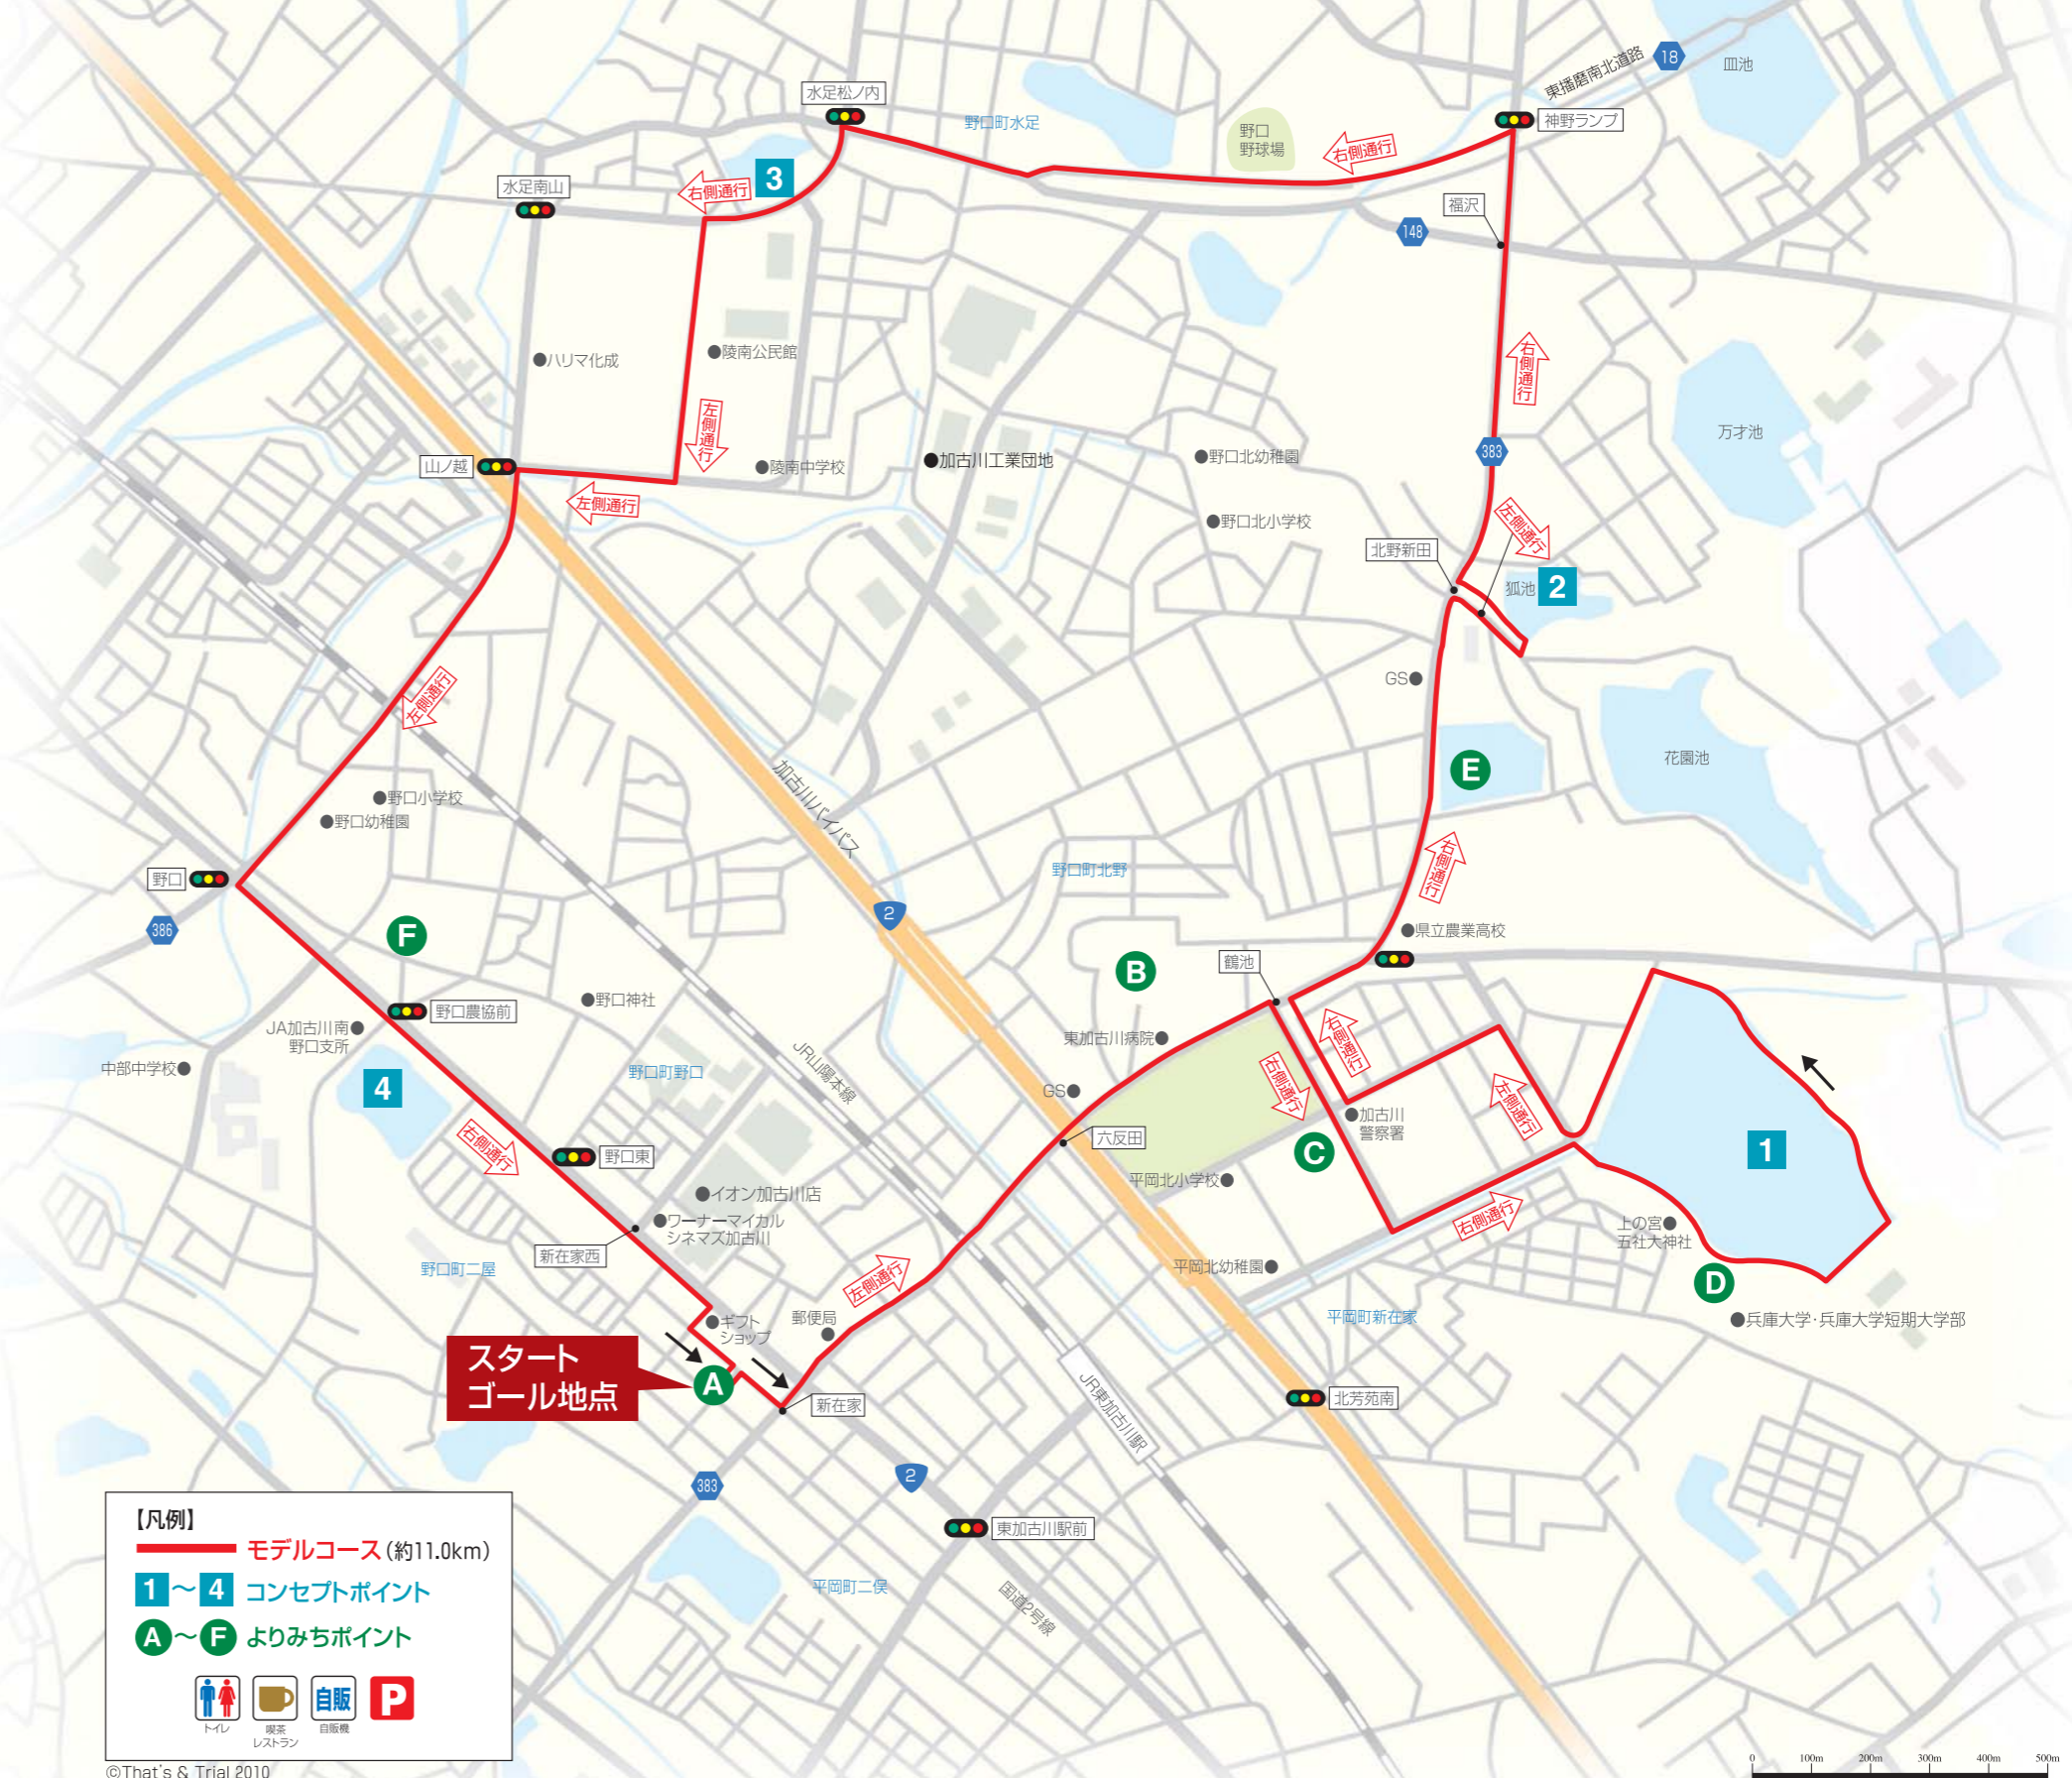 東播磨南北道路
18
皿池
水足松ノ内
野口町水足
野口
野球場
右側通行
神野ランプ
水足南山
右側通行
3
福沢
148
ハリマ化成
陵南公民館
右側通行
左側通行
万才池
383
山ノ越
陵南中学校
加古川工業団地
野口北幼稚園
左側通行
左側通行
野口北小学校
北野新田
狐池
2
左側通行
GS
花園池
E
加古川バイパス
野口小学校
野口幼稚園
野口
386
野口町北野
右側通行
2
F
県立農業高校
B
鶴池
野口農協前
野口神社
JA加古川南
野口支所
中部中学校
東加古川病院
右側通行
野口町野口
JR山陽本線
4
GS
右側通行
左側通行
加古川
警察署
右側通行
野口東
六反田
C
1
平岡北小学校
イオン加古川店
ワーナーマイカル
シネマズ加古川
新在家西
右側通行
上の宮
五社大神社
野口町二屋
左側通行
平岡北幼稚園
D
平岡町新在家
兵庫大学・兵庫大学短期大学部
ギフト
ショップ
郵便局
スタート
ゴール地点
A
新在家
JR東加古川駅
北芳苑南
383
2
東加古川駅前
平岡町二俣
国道2号線
【凡例】
モデルコース(約11.0km)
1～4 コンセプトポイント
A～F よりみちポイント
自販 P
トイレ 喫茶 自販機
レストラン
©That's & Trial 2010
0 100m 200m 300m 400m 500m